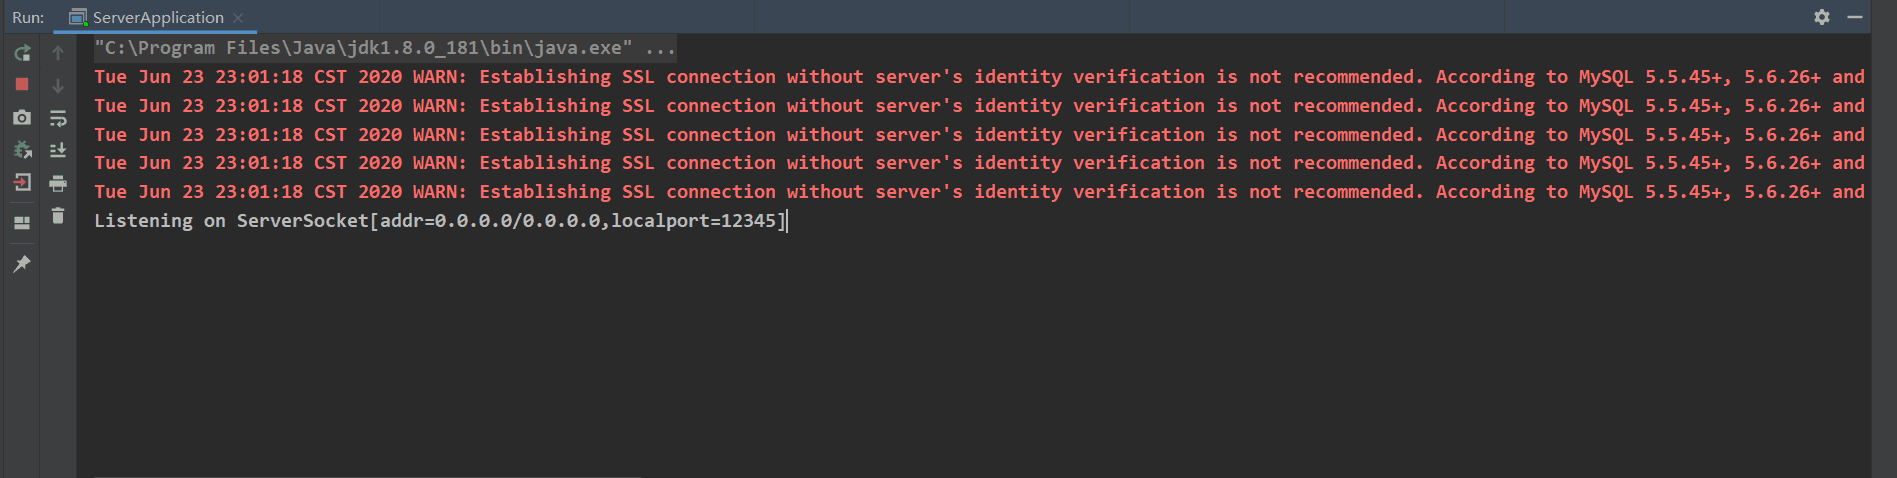 Run: ServerApplication
"C:\Program Files\Java\jdk1.8.0_181\bin\java.exe" ...
Tue Jun 23 23:01:18 CST 2020 WARN: Establishing SSL connection without server's identity verification is not recommended. According to MySQL 5.5.45+, 5.6.26+ and
Tue Jun 23 23:01:18 CST 2020 WARN: Establishing SSL connection without server's identity verification is not recommended. According to MySQL 5.5.45+, 5.6.26+ and
Tue Jun 23 23:01:18 CST 2020 WARN: Establishing SSL connection without server's identity verification is not recommended. According to MySQL 5.5.45+, 5.6.26+ and
Tue Jun 23 23:01:18 CST 2020 WARN: Establishing SSL connection without server's identity verification is not recommended. According to MySQL 5.5.45+, 5.6.26+ and
Tue Jun 23 23:01:18 CST 2020 WARN: Establishing SSL connection without server's identity verification is not recommended. According to MySQL 5.5.45+, 5.6.26+ and
Listening on ServerSocket[addr=0.0.0.0/0.0.0.0,localport=12345]